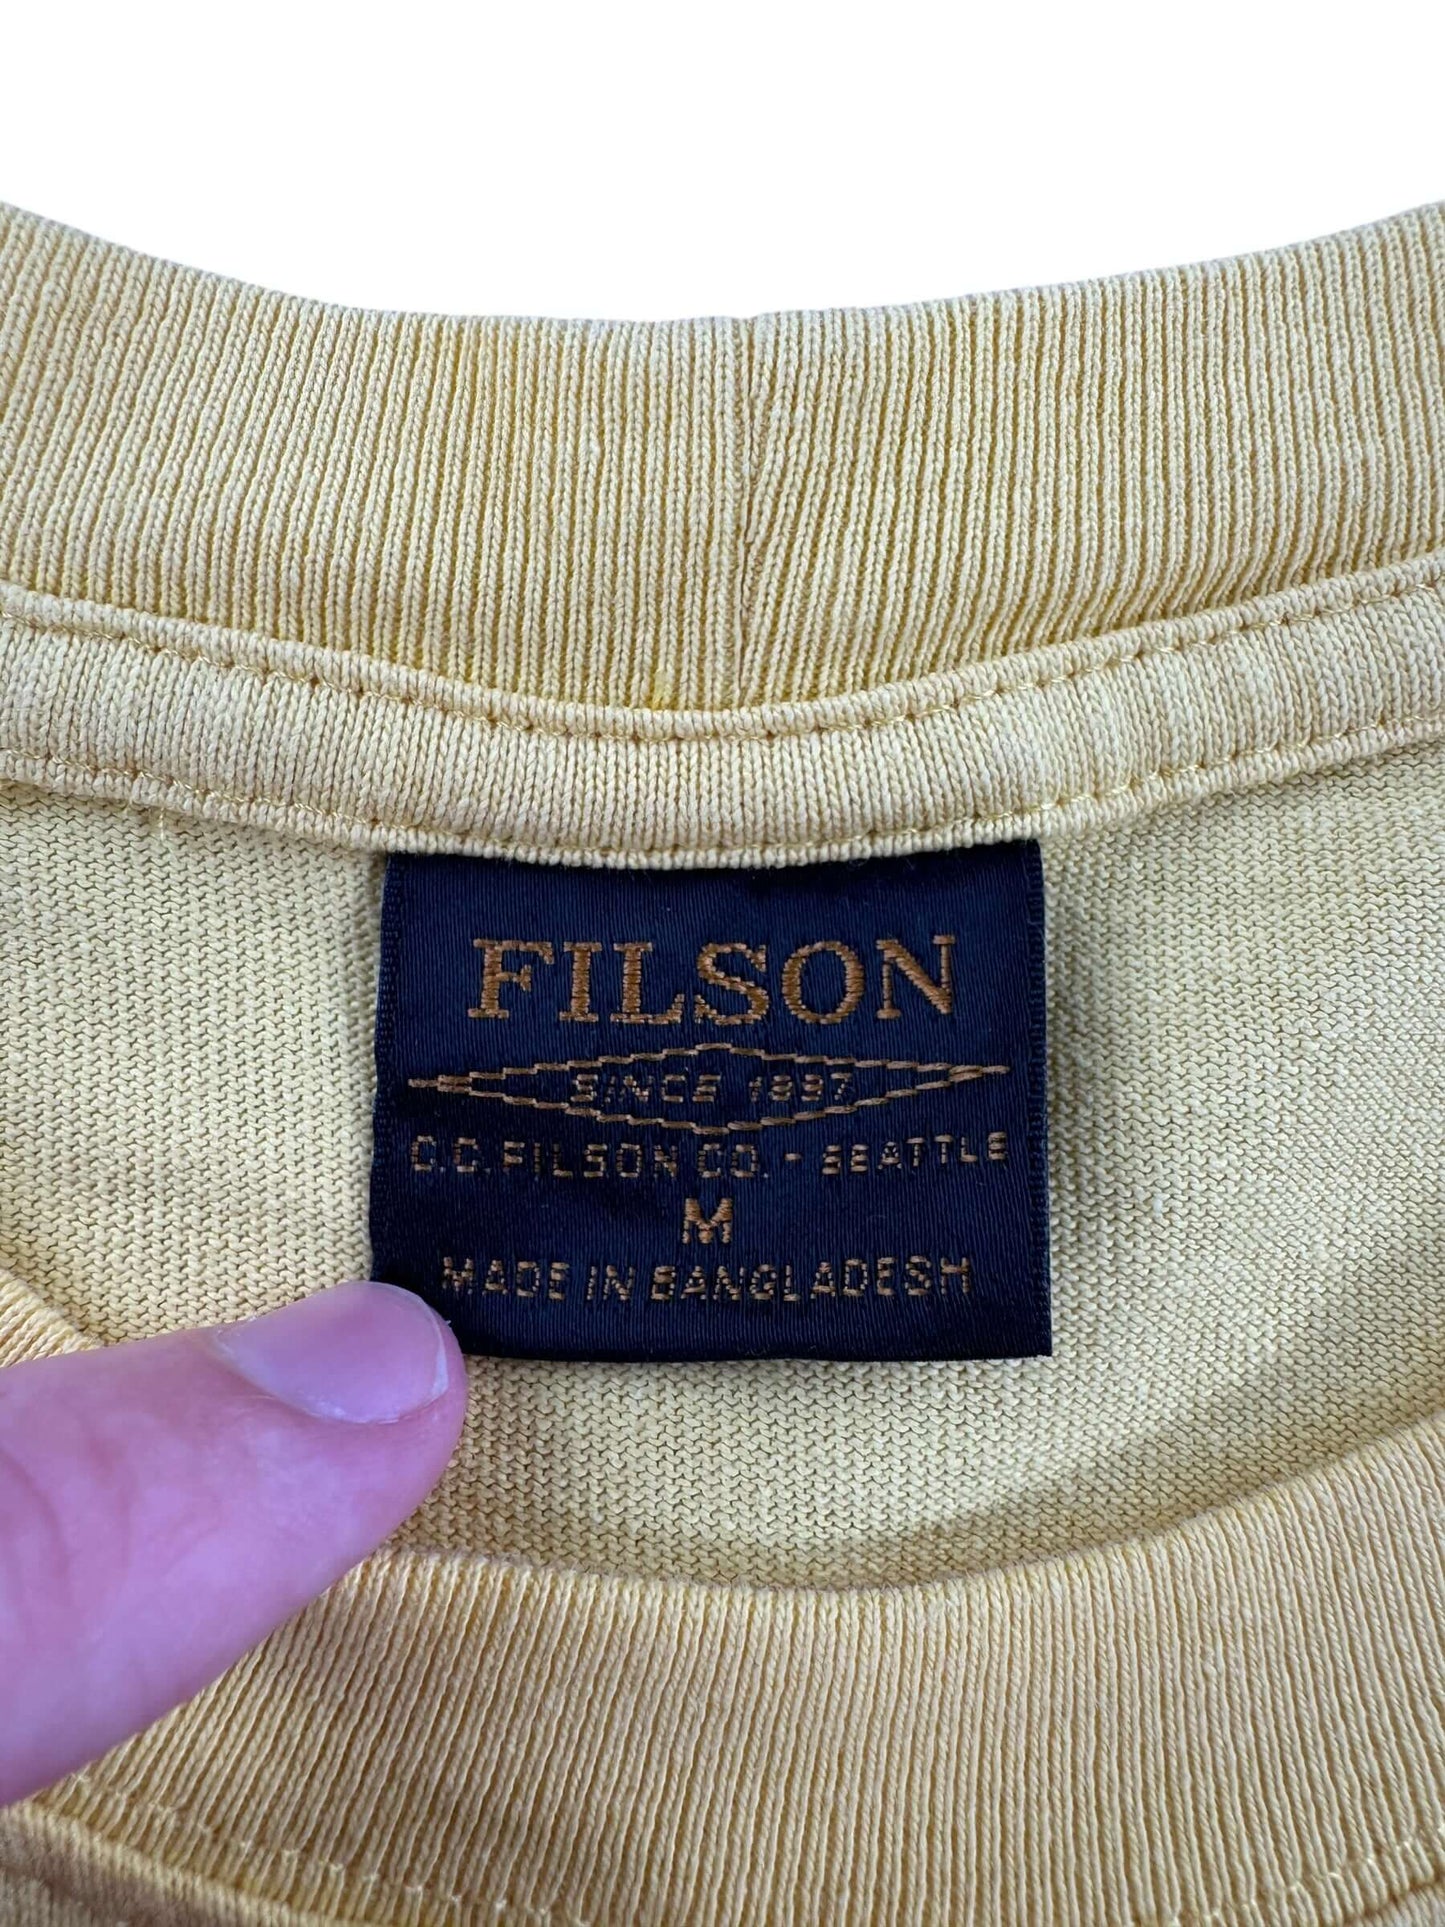 FILSON
SINCE 1897
C.C. FILSON CO. - SEATTLE
M
MADE IN BANGLADESH